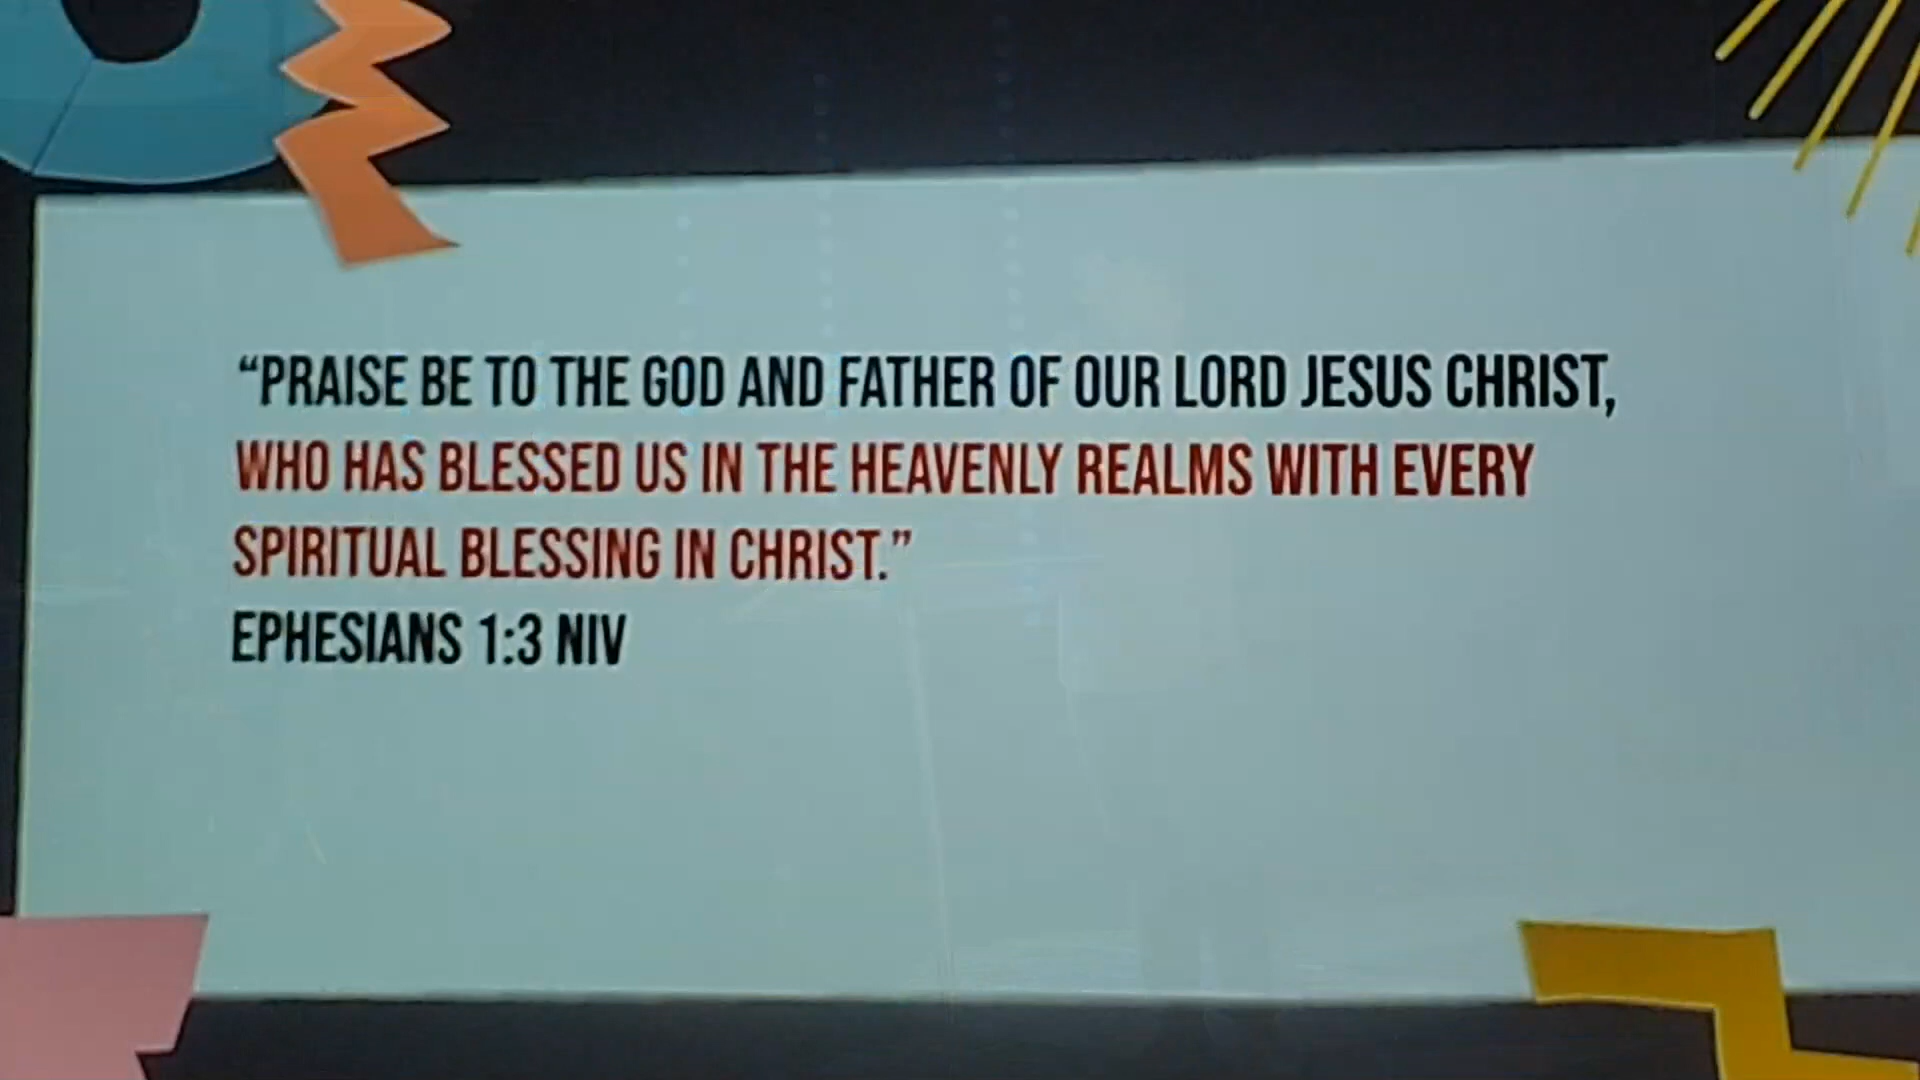 “PRAISE BE TO THE GOD AND FATHER OF OUR LORD JESUS CHRIST,
WHO HAS BLESSED US IN THE HEAVENLY REALMS WITH EVERY
SPIRITUAL BLESSING IN CHRIST.”
EPHESIANS 1:3 NIV